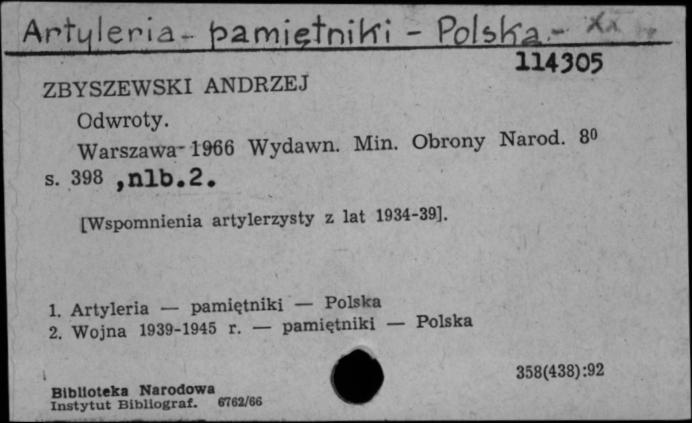 Artyleria - pamiętniki - Polska.- XX
114305
ZBYSZEWSKI ANDRZEJ
Odwroty.
Warszawa 1966 Wydawn. Min. Obrony Narod. 8⁰
s. 398 ,nlb.2.
[Wspomnienia artylerzysty z lat 1934-39].
1. Artyleria — pamiętniki — Polska
2. Wojna 1939-1945 r. — pamiętniki — Polska
358(438):92
Biblioteka Narodowa
Instytut Bibliograf. 6762/66